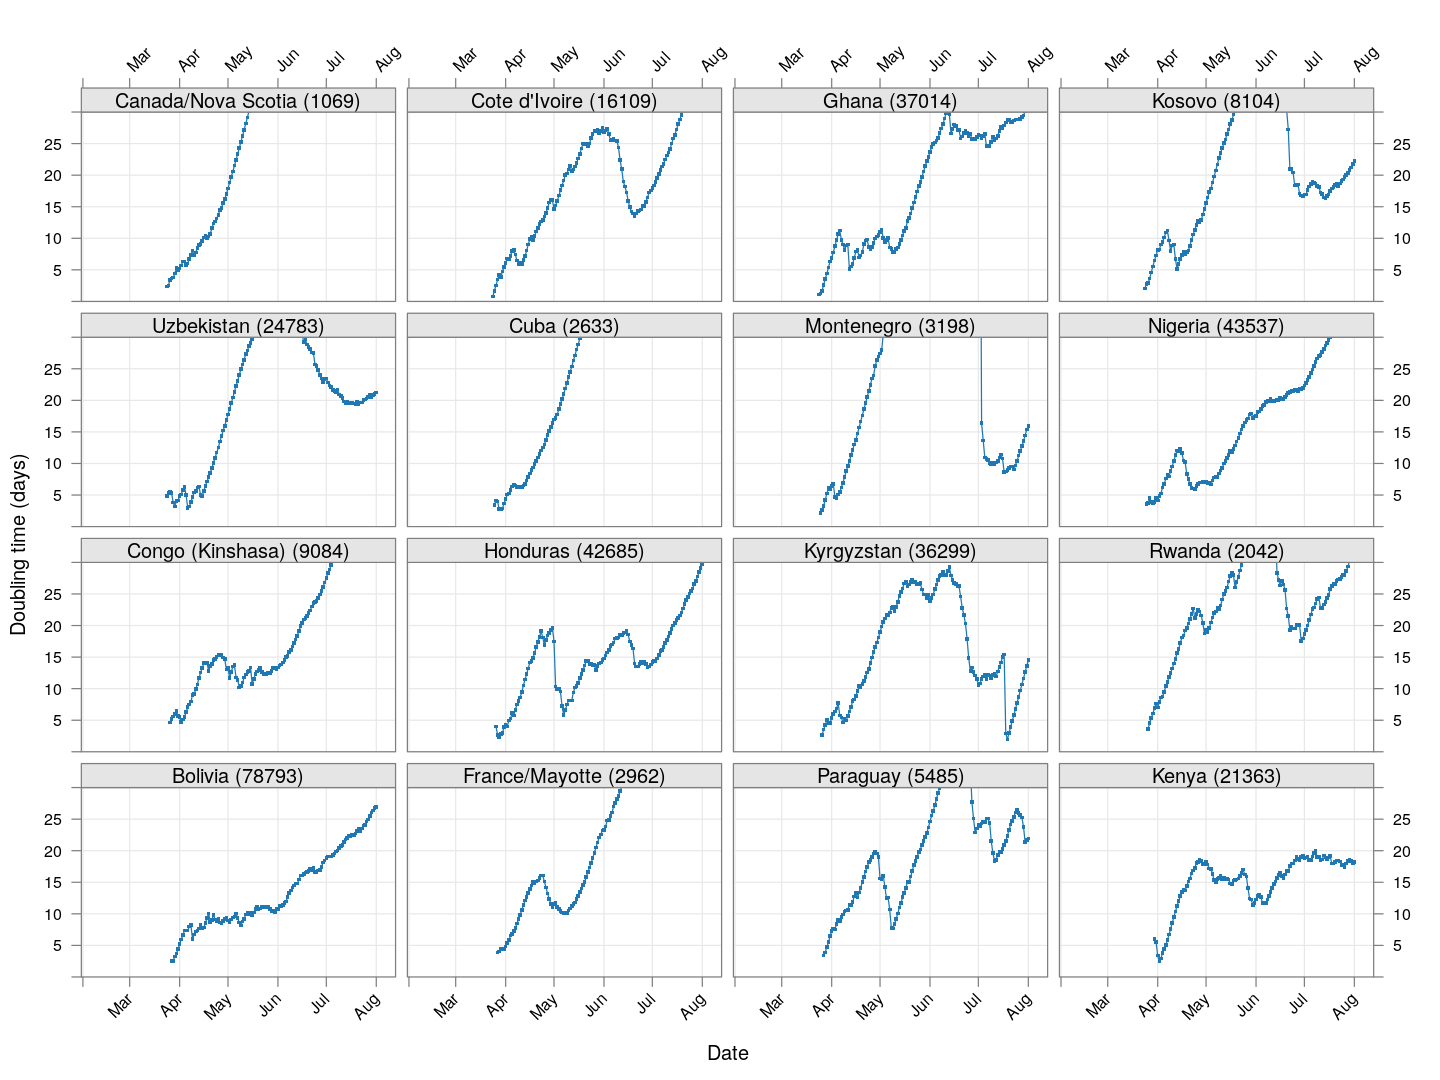 Mar Apr May Jun Jul Aug Mar Apr May Jun Jul Aug Mar Apr May Jun Jul Aug Mar Apr May Jun Jul Aug
Canada/Nova Scotia (1069) Cote d'Ivoire (16109) Ghana (37014) Kosovo (8104)
25 25
20 20
15 15
10 10
5 5
Uzbekistan (24783) Cuba (2633) Montenegro (3198) Nigeria (43537)
25 25
20 20
15 15
10 10
5 5
Congo (Kinshasa) (9084) Honduras (42685) Kyrgyzstan (36299) Rwanda (2042)
25 25
20 20
15 15
10 10
5 5
Bolivia (78793) France/Mayotte (2962) Paraguay (5485) Kenya (21363)
25 25
20 20
15 15
10 10
5 5
Mar Apr May Jun Jul Aug Mar Apr May Jun Jul Aug Mar Apr May Jun Jul Aug Mar Apr May Jun Jul Aug
Date
Doubling time (days)